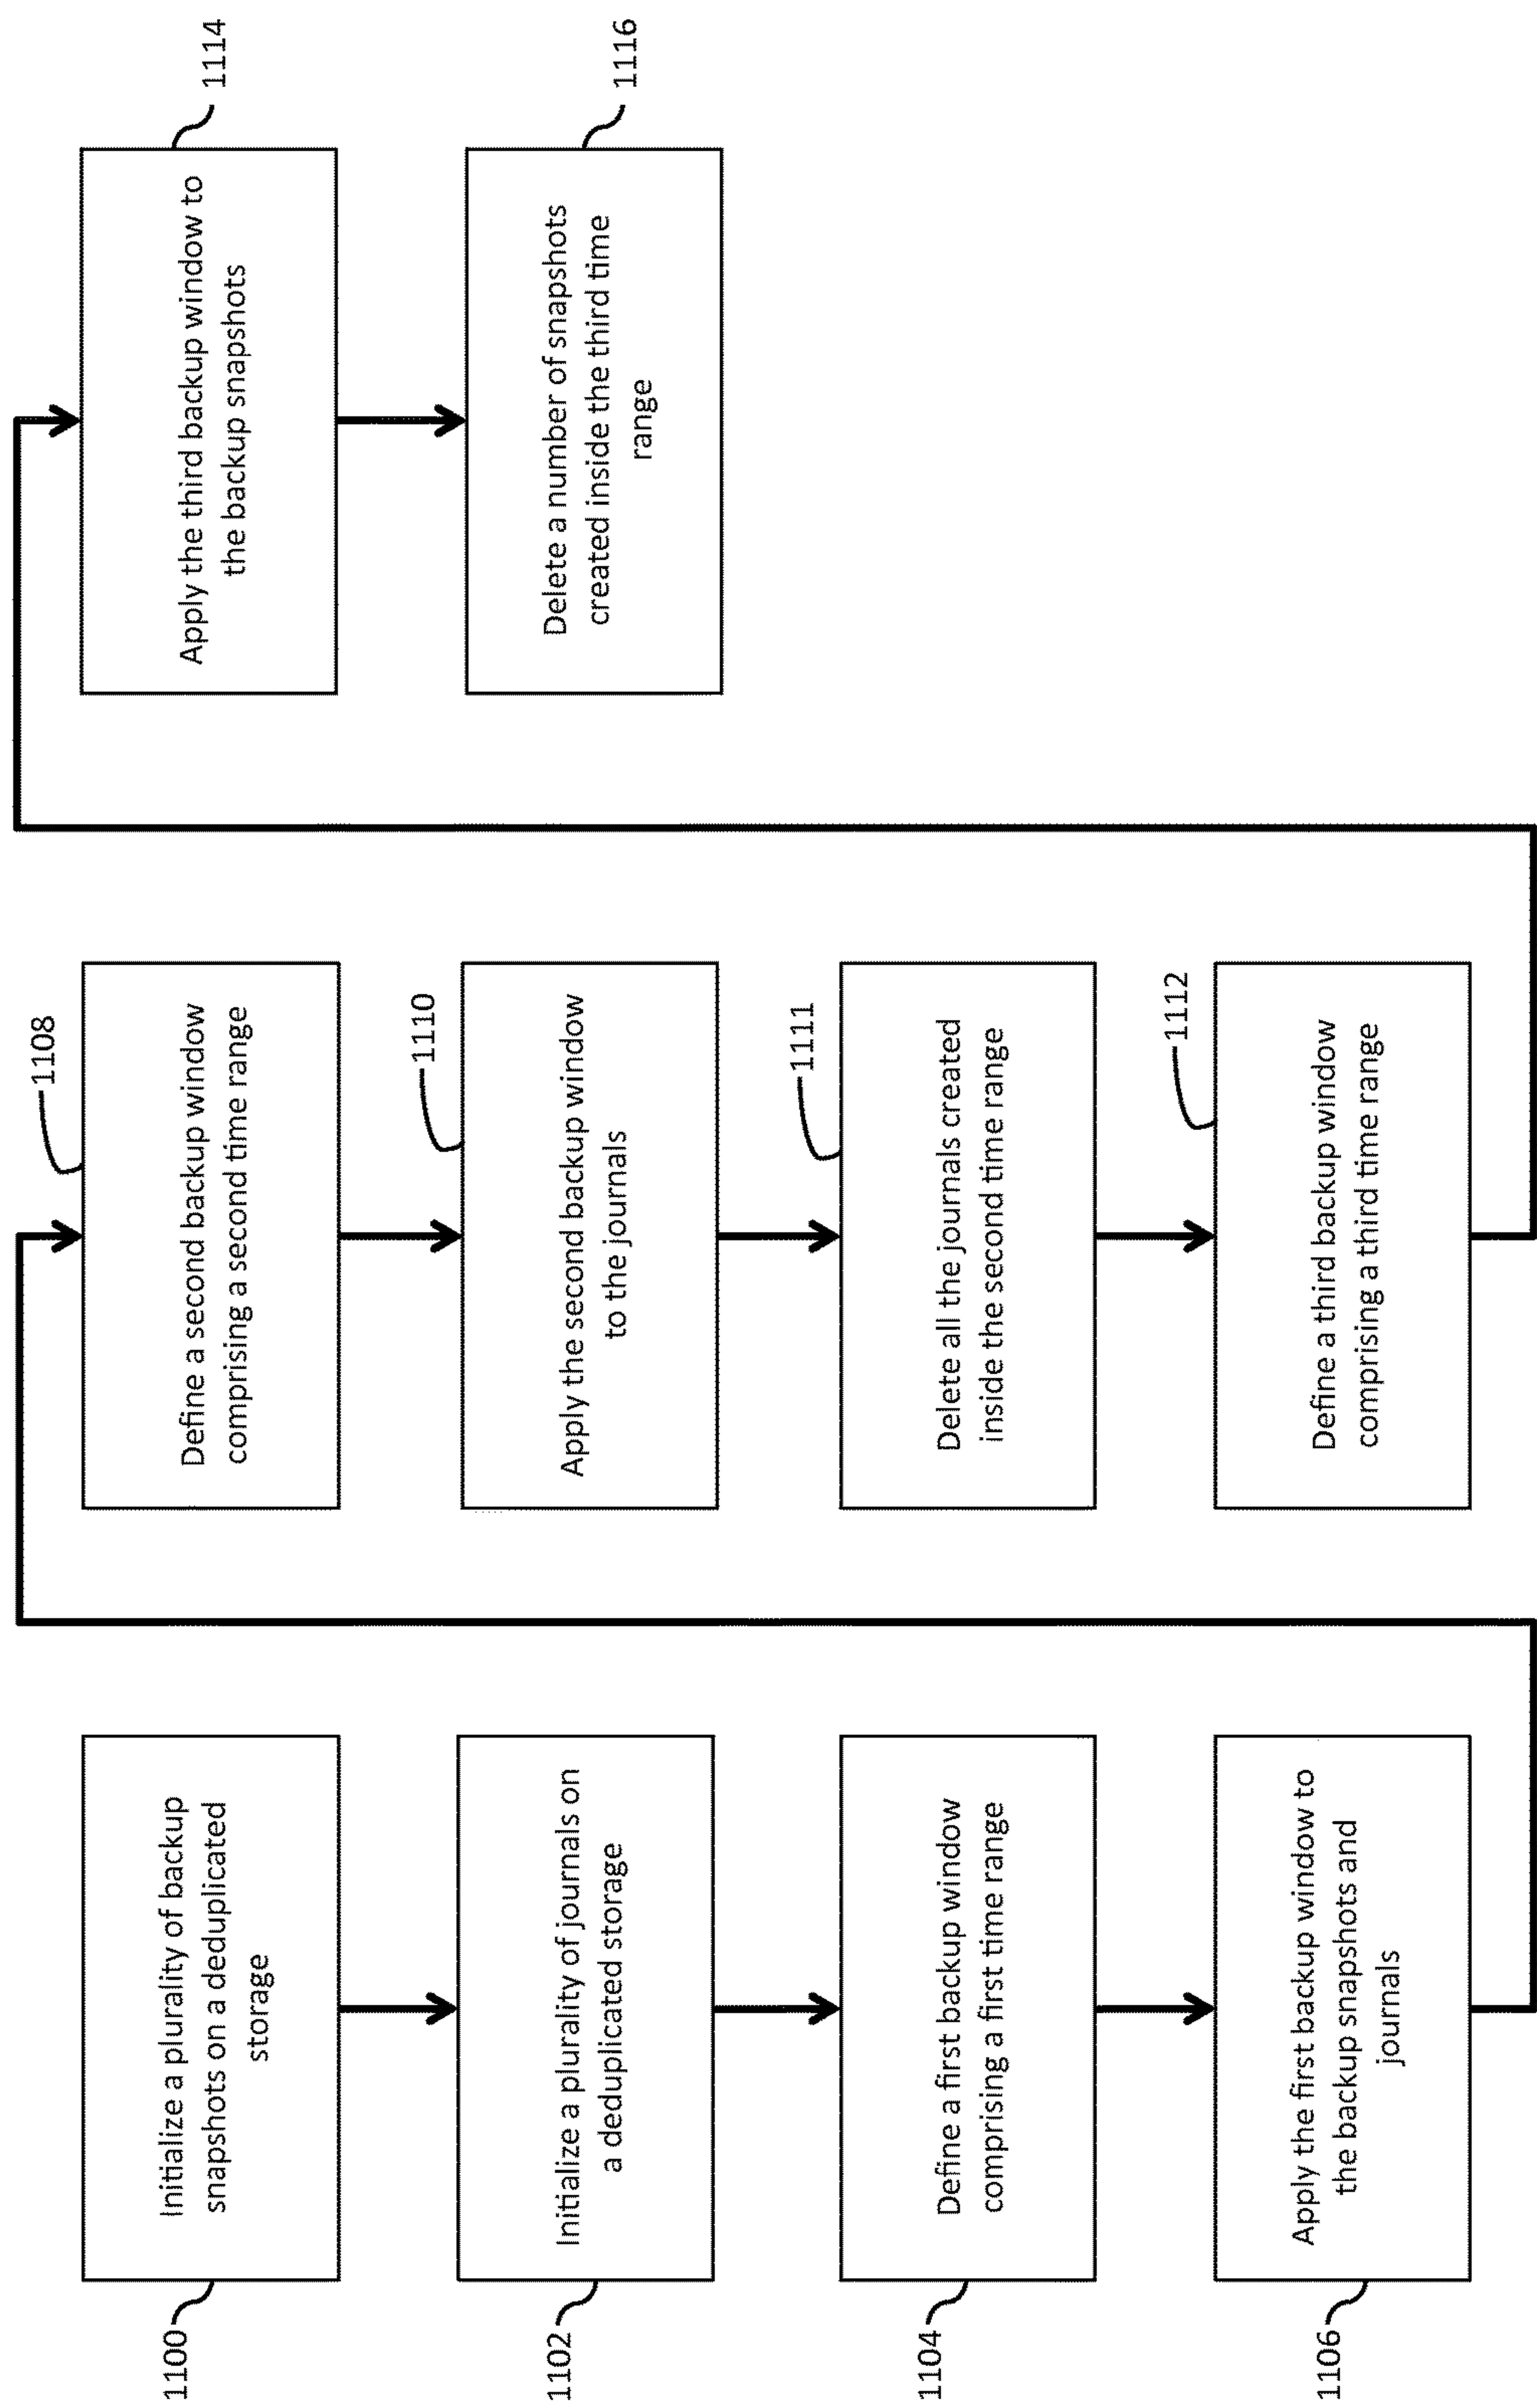 1100
Initialize a plurality of backup
snapshots on a deduplicated
storage
1102
Initialize a plurality of journals on
a deduplicated storage
1104
Define a first backup window
comprising a first time range
1106
Apply the first backup window to
the backup snapshots and
journals
1108
Define a second backup window
comprising a second time range
1110
Apply the second backup window
to the journals
1111
Delete all the journals created
inside the second time range
1112
Define a third backup window
comprising a third time range
1114
Apply the third backup window to
the backup snapshots
1116
Delete a number of snapshots
created inside the third time
range